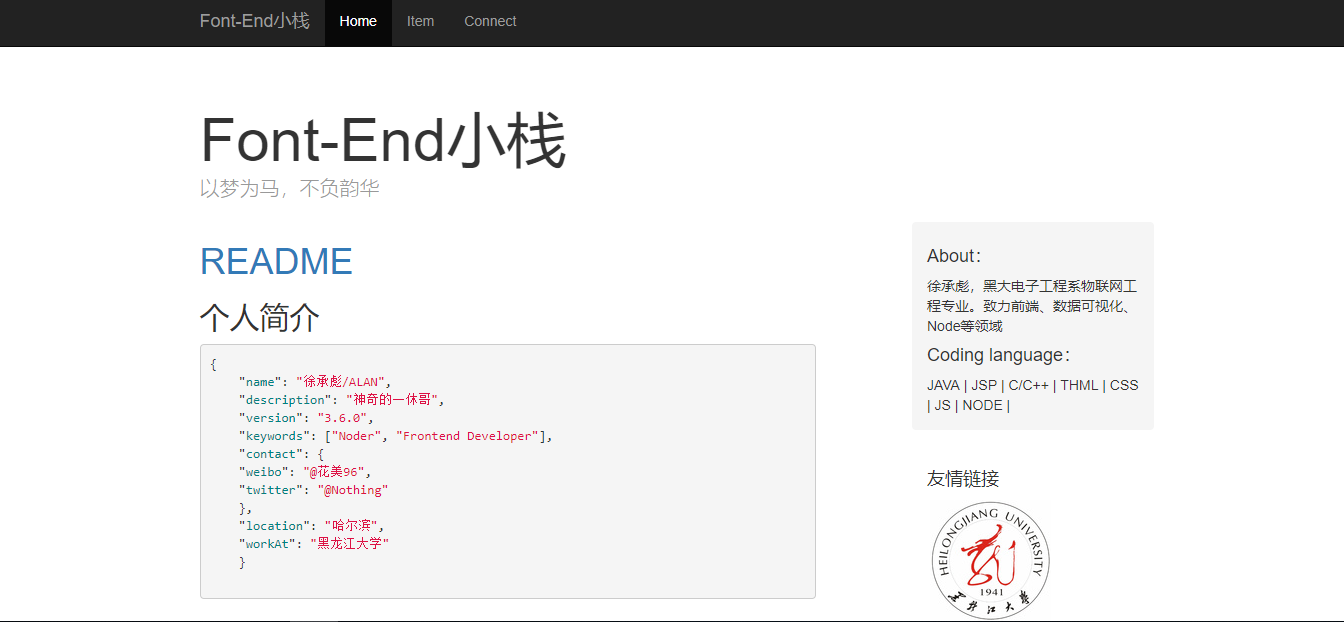 Font-End小栈 Home Item Connect
Font-End小栈
以梦为马，不负韵华
README
个人简介
{
"name": "徐承彪/ALAN",
"description": "神奇的一休哥",
"version": "3.6.0",
"keywords": ["Noder", "Frontend Developer"],
"contact": {
"weibo": "@花美96",
"twitter": "@Nothing"
},
"location": "哈尔滨",
"workAt": "黑龙江大学"
}
About：
徐承彪，黑大电子工程系物联网工
程专业。致力前端、数据可视化、
Node等领域
Coding language：
JAVA | JSP | C/C++ | THML | CSS
| JS | NODE |
友情链接
HEILONGJIANG UNIVERSITY
1941
黑龙江大学